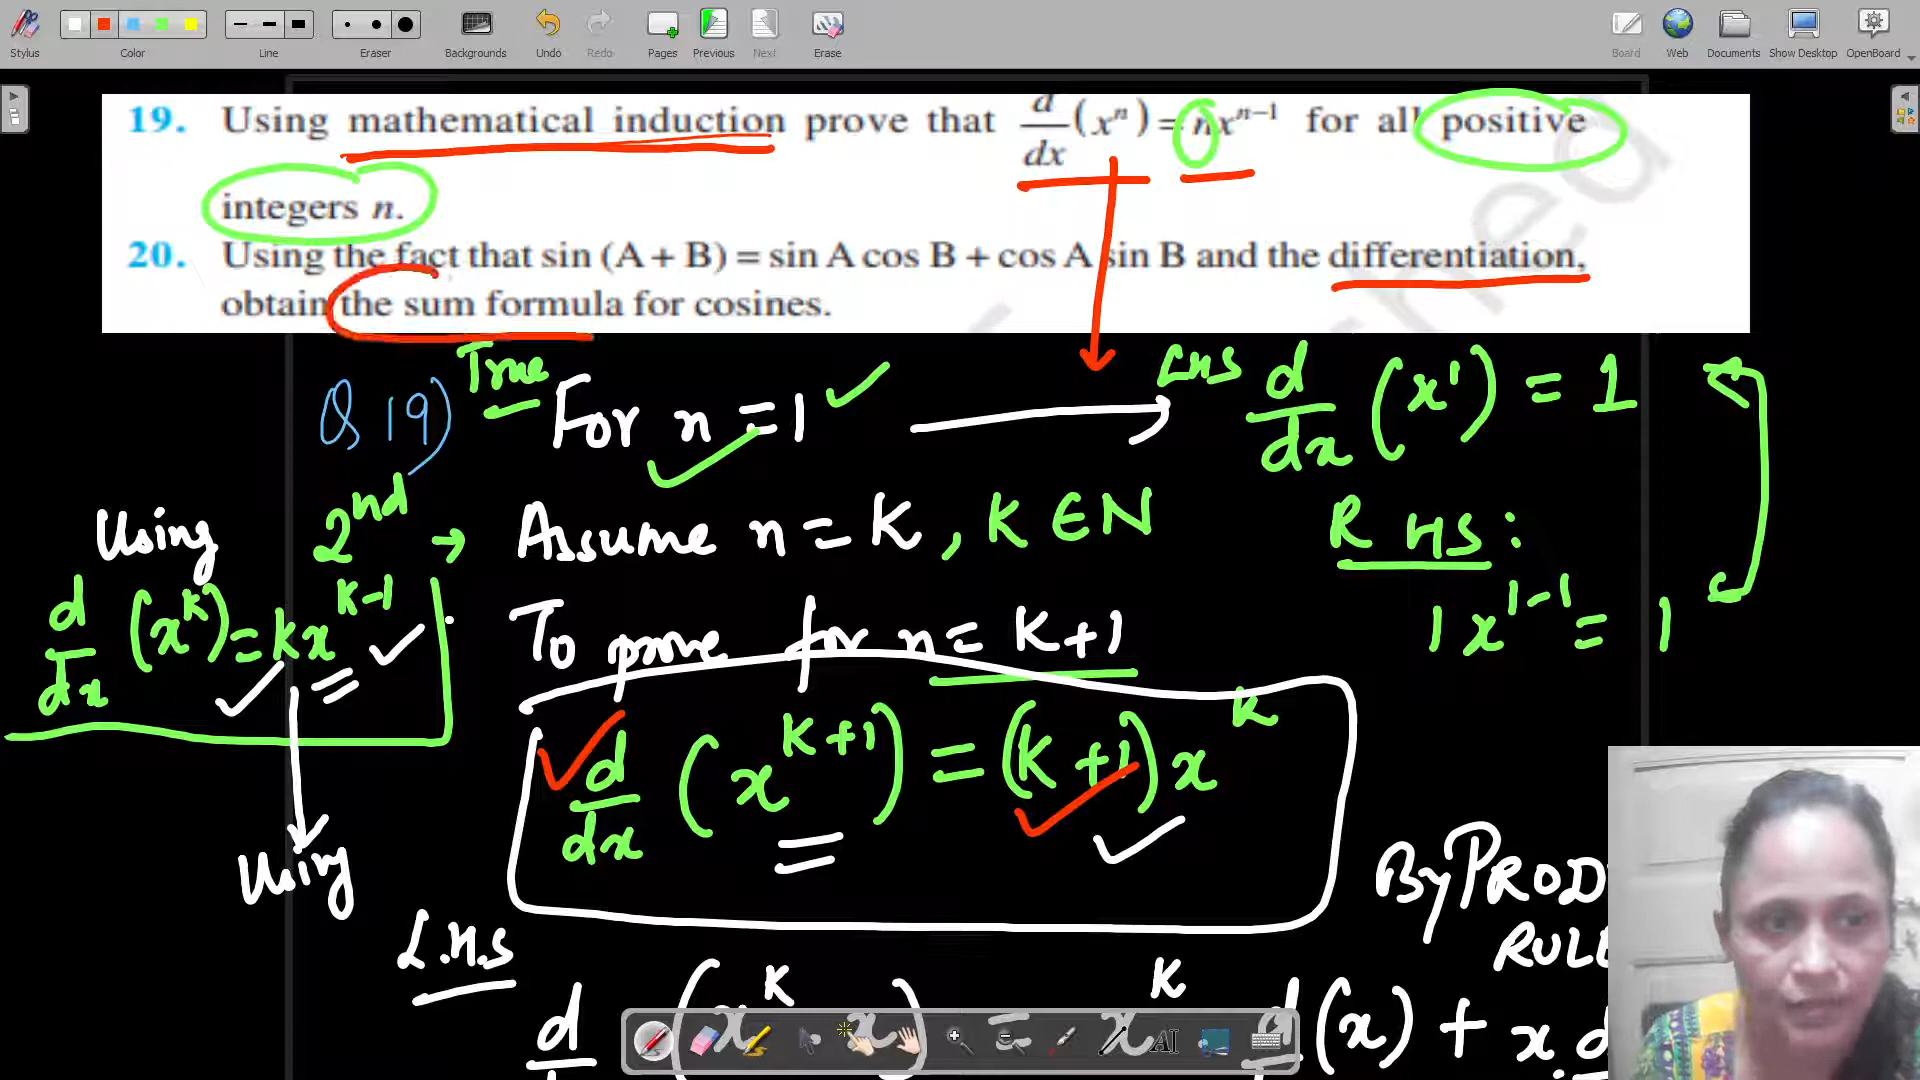 Stylus Color Line Eraser Backgrounds Undo Redo Pages Previous Next Erase Board Web Documents Show Desktop OpenBoard
19. Using mathematical induction prove that d/dx (xⁿ) = nxⁿ⁻¹ for all positive
integers n.
20. Using the fact that sin (A + B) = sin A cos B + cos A sin B and the differentiation,
obtain the sum formula for cosines.
Q 19) True For n = 1 LHS d/dx (x¹) = 1
2nd → Assume n = K, K ∈ N RHS :
1x¹⁻¹ = 1
Using
d/dx (x^k) = kx^(k-1)
Using
To prove for n = K+1
d/dx (x^(k+1)) = (K+1) x^k
By PROD
RULE
L.H.S
d (x^k . x) = x^k d (x) + x d